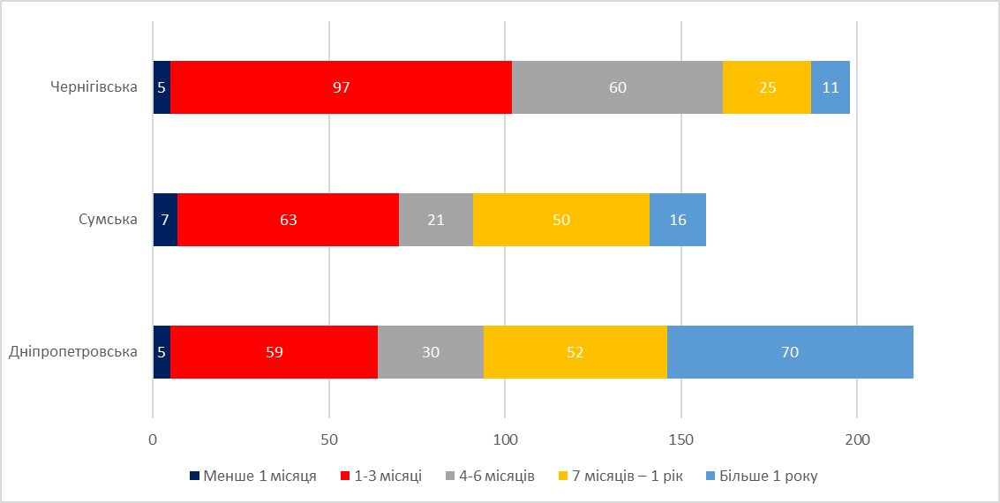 Чернігівська
5 97 60 25 11
Сумська
7 63 21 50 16
Дніпропетровська
5 59 30 52 70
0 50 100 150 200
Менше 1 місяця 1-3 місяці 4-6 місяців 7 місяців – 1 рік Більше 1 року